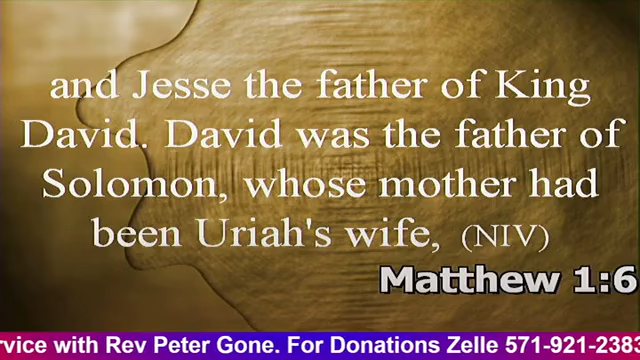 and Jesse the father of King
David. David was the father of
Solomon, whose mother had
been Uriah's wife, (NIV)
Matthew 1:6
rvice with Rev Peter Gone. For Donations Zelle 571-921-2383